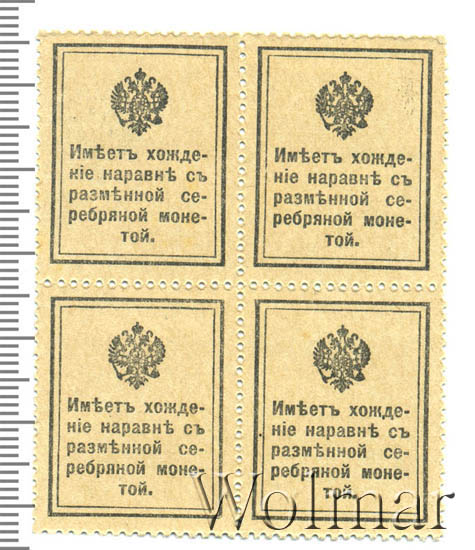 Имѣетъ хожде-
ніе наравнѣ съ
размѣнной се-
ребряной моне-
той.
Имѣетъ хожде-
ніе наравнѣ съ
размѣнной се-
ребряной моне-
той.
Имѣетъ хожде-
ніе наравнѣ съ
размѣнной се-
ребряной моне-
той.
Имѣетъ хожде-
ніе наравнѣ съ
размѣнной се-
ребряной моне-
той.
Wolmar